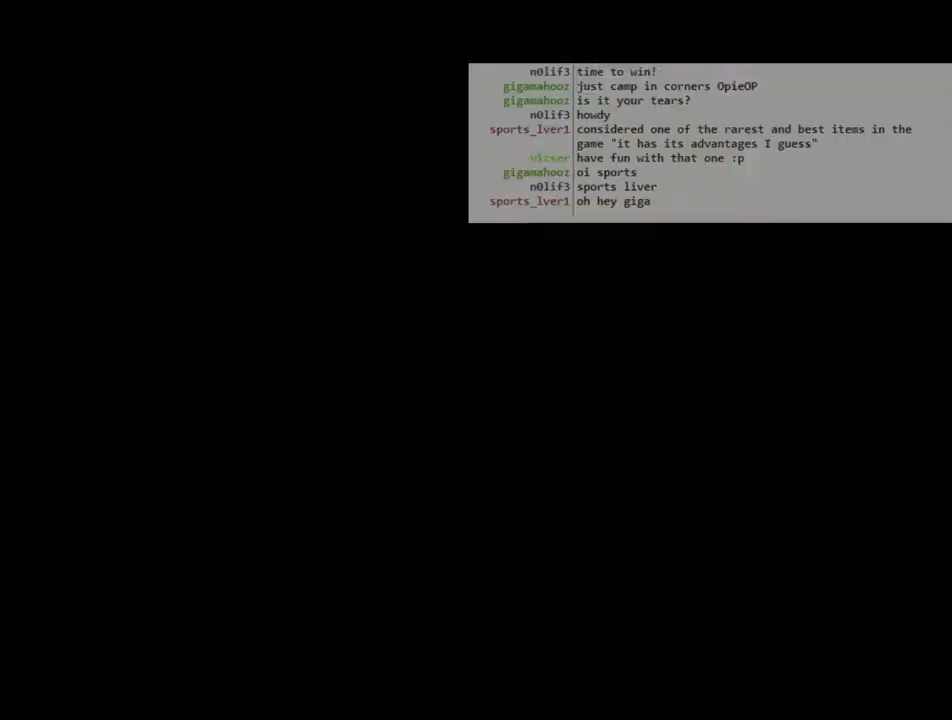 n0lif3 time to win!
gigamahooz just camp in corners OpieOP
gigamahooz is it your tears?
n0lif3 howdy
sports_lver1 considered one of the rarest and best items in the
game "it has its advantages I guess"
vicser have fun with that one :p
gigamahooz oi sports
n0lif3 sports liver
sports_lver1 oh hey giga